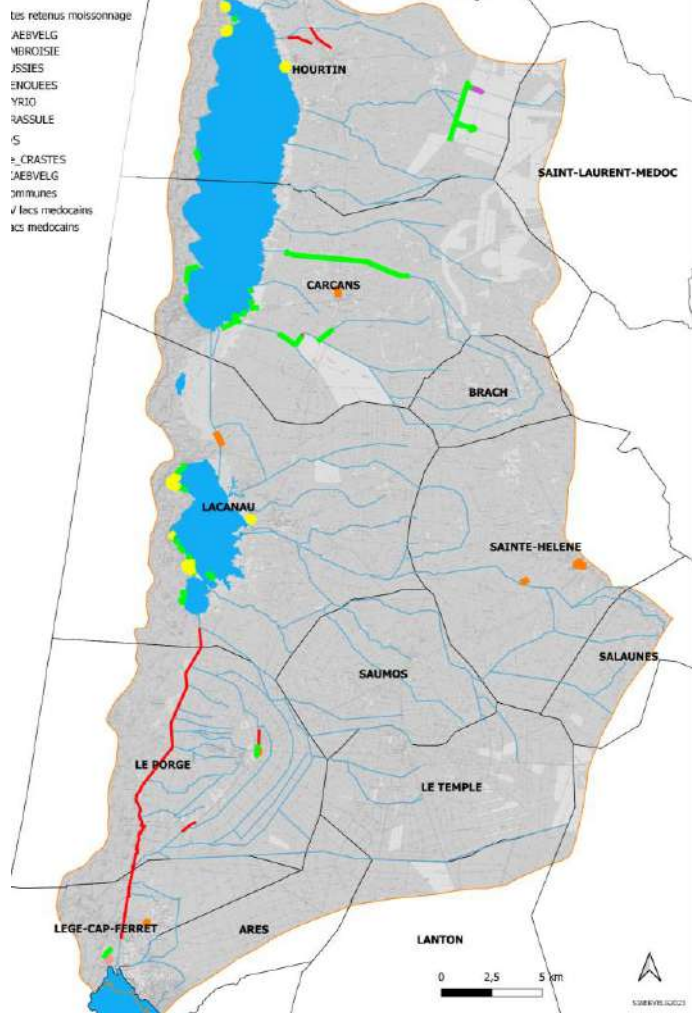 tes retenus moissonnage
AEBVELG
MBROISIE
USSIES
ENOUEES
YRIO
RASSULE
S
e_CRASTES
AEBVELG
ommunes
V lacs medocains
acs medocains
HOURTIN
SAINT-LAURENT-MEDOC
CARCANS
BRACH
LACANAU
SAINTE-HELENE
SALAUNES
SAUMOS
LE PORGE
LE TEMPLE
LEGE-CAP-FERRET
ARES
LANTON
0 2,5 5 km